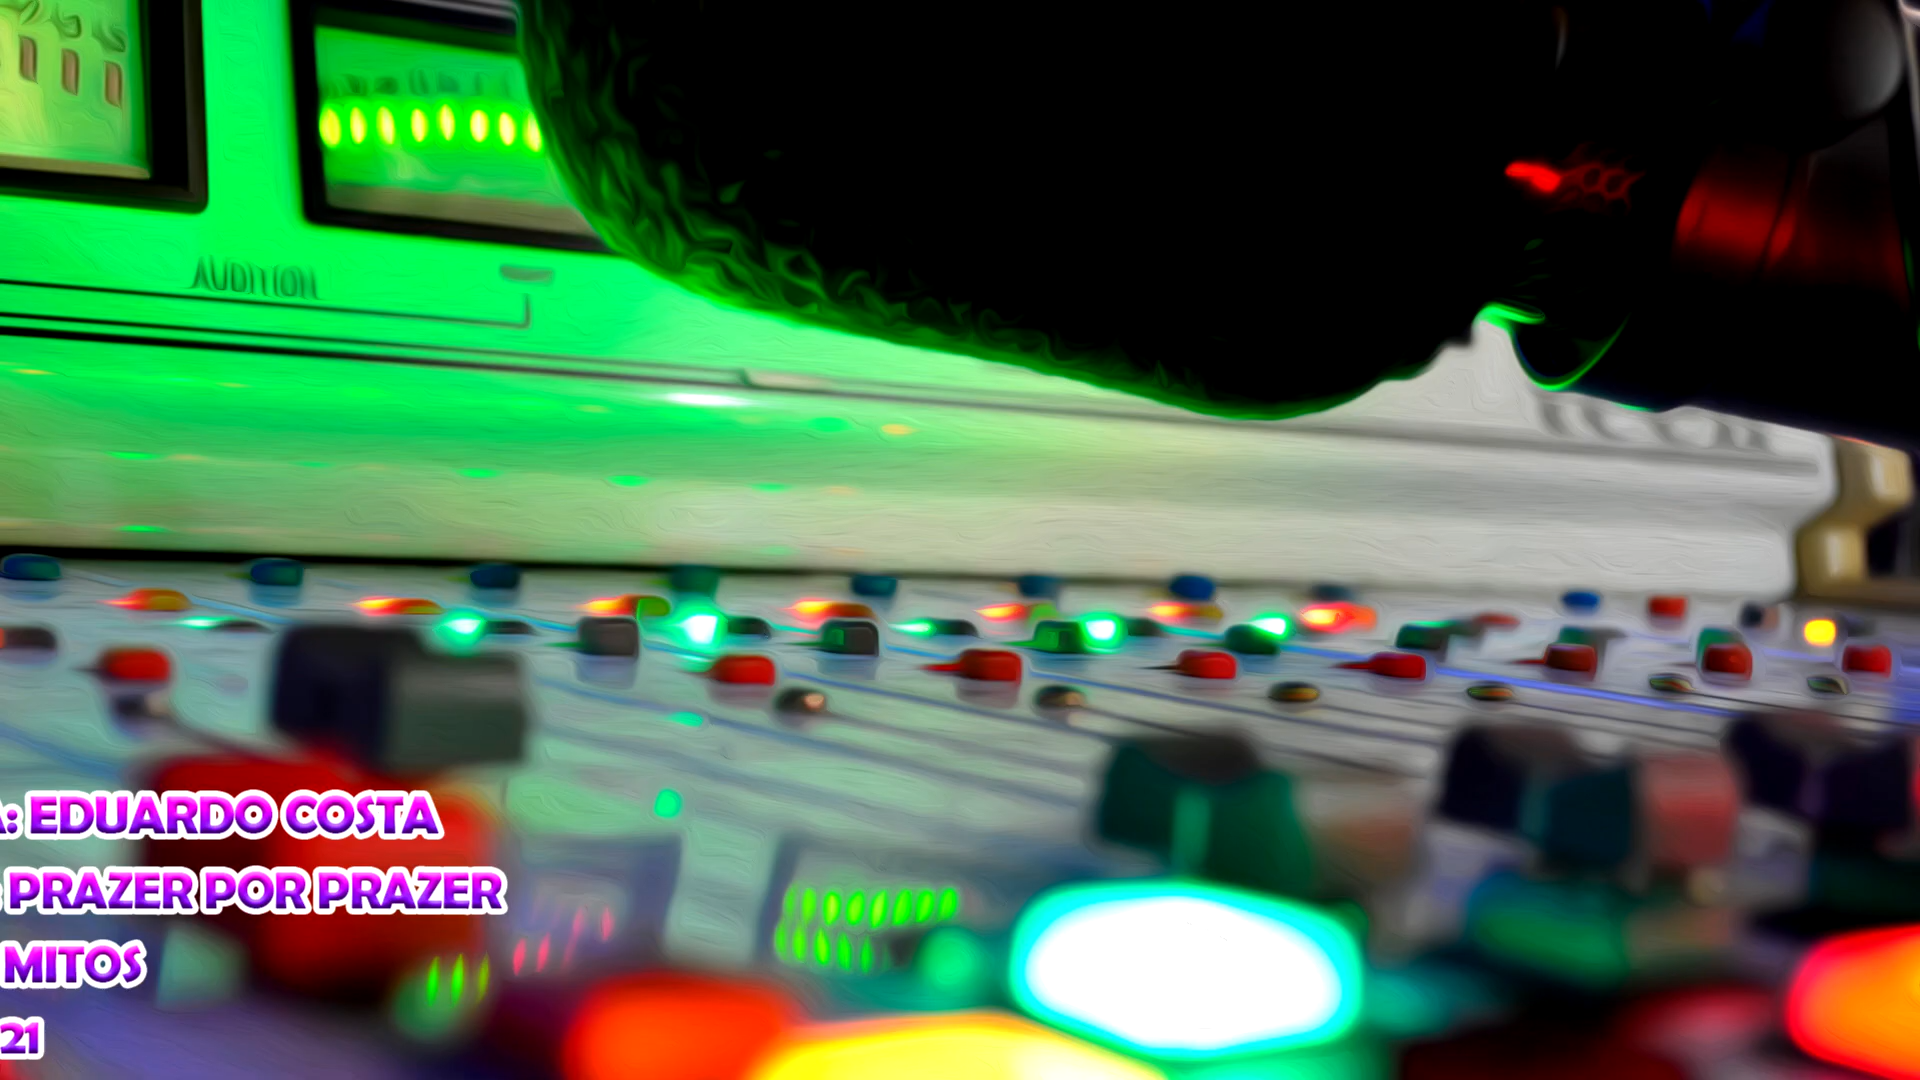 AUDITION
A: EDUARDO COSTA
: PRAZER POR PRAZER
MITOS
21